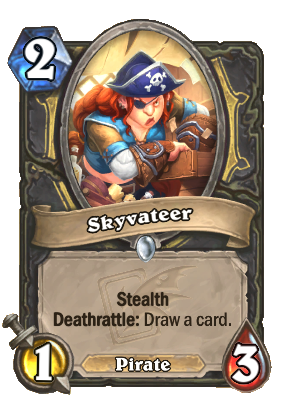 2
Skyvateer
Stealth
Deathrattle: Draw a card.
1
Pirate
3